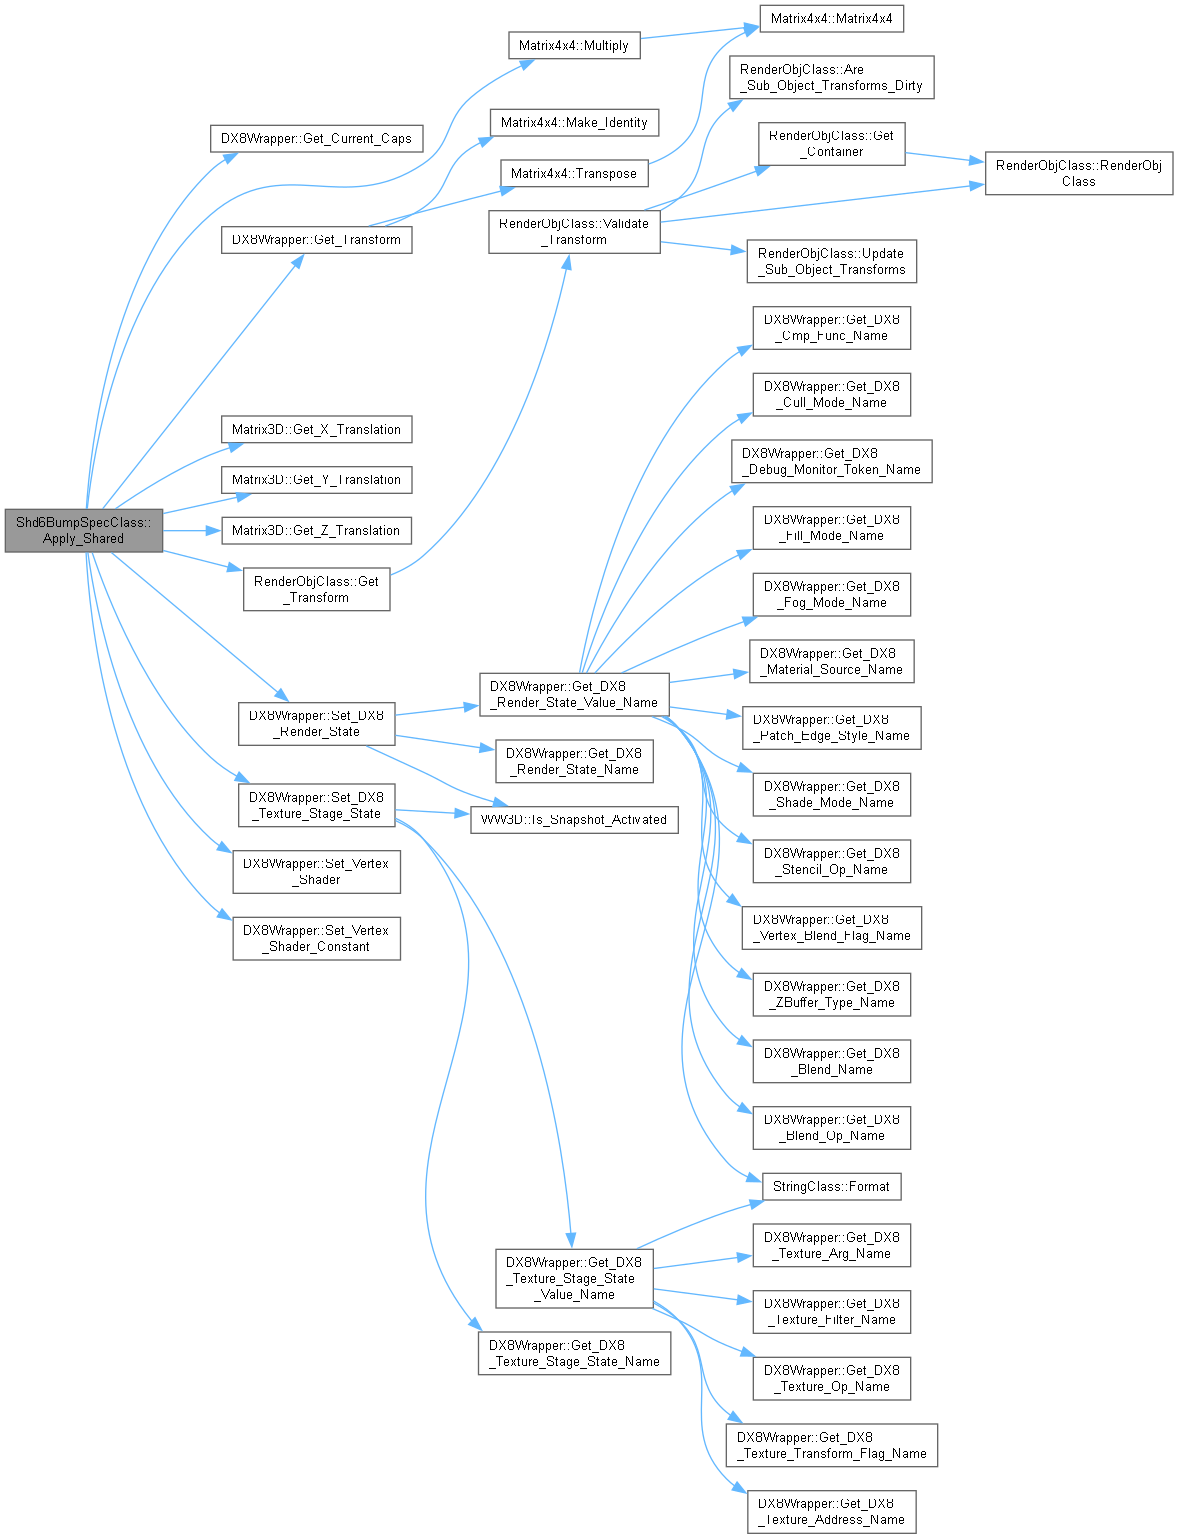 Matrix4x4::Matrix4x4
Matrix4x4::Multiply
RenderObjClass::Are
_Sub_Object_Transforms_Dirty
Matrix4x4::Make_Identity
DX8Wrapper::Get_Current_Caps
RenderObjClass::Get
_Container
Matrix4x4::Transpose
RenderObjClass::RenderObj
Class
RenderObjClass::Validate
_Transform
DX8Wrapper::Get_Transform
RenderObjClass::Update
_Sub_Object_Transforms
DX8Wrapper::Get_DX8
_Cmp_Func_Name
DX8Wrapper::Get_DX8
_Cull_Mode_Name
Matrix3D::Get_X_Translation
DX8Wrapper::Get_DX8
_Debug_Monitor_Token_Name
Matrix3D::Get_Y_Translation
Shd6BumpSpecClass::
Apply_Shared
Matrix3D::Get_Z_Translation
DX8Wrapper::Get_DX8
_Fill_Mode_Name
RenderObjClass::Get
_Transform
DX8Wrapper::Get_DX8
_Fog_Mode_Name
DX8Wrapper::Get_DX8
_Material_Source_Name
DX8Wrapper::Get_DX8
_Render_State_Value_Name
DX8Wrapper::Set_DX8
_Render_State
DX8Wrapper::Get_DX8
_Patch_Edge_Style_Name
DX8Wrapper::Get_DX8
_Render_State_Name
DX8Wrapper::Get_DX8
_Shade_Mode_Name
DX8Wrapper::Set_DX8
_Texture_Stage_State
WW3D::Is_Snapshot_Activated
DX8Wrapper::Get_DX8
_Stencil_Op_Name
DX8Wrapper::Set_Vertex
_Shader
DX8Wrapper::Get_DX8
_Vertex_Blend_Flag_Name
DX8Wrapper::Set_Vertex
_Shader_Constant
DX8Wrapper::Get_DX8
_ZBuffer_Type_Name
DX8Wrapper::Get_DX8
_Blend_Name
DX8Wrapper::Get_DX8
_Blend_Op_Name
StringClass::Format
DX8Wrapper::Get_DX8
_Texture_Arg_Name
DX8Wrapper::Get_DX8
_Texture_Stage_State
_Value_Name
DX8Wrapper::Get_DX8
_Texture_Filter_Name
DX8Wrapper::Get_DX8
_Texture_Stage_State_Name
DX8Wrapper::Get_DX8
_Texture_Op_Name
DX8Wrapper::Get_DX8
_Texture_Transform_Flag_Name
DX8Wrapper::Get_DX8
_Texture_Address_Name